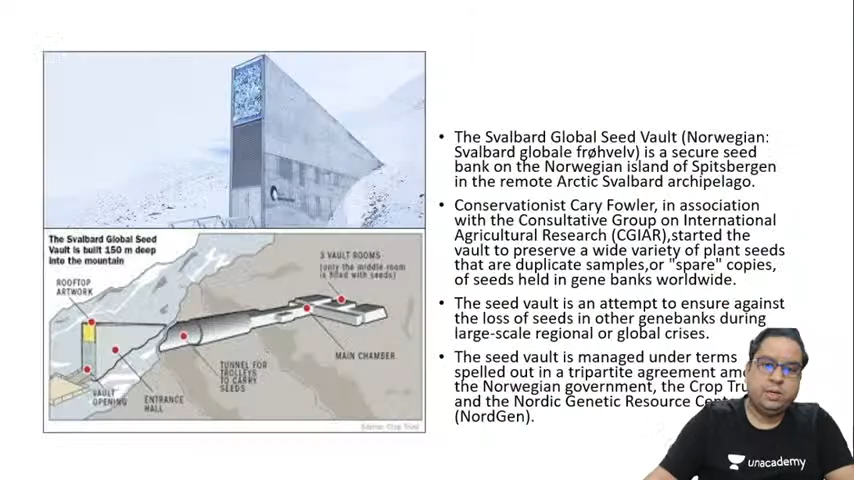 The Svalbard Global Seed
Vault is built 150 m deep
into the mountain
ROOFTOP
ARTWORK
3 VAULT ROOMS
(only the middle room
is filled with seeds)
MAIN CHAMBER
TUNNEL FOR
TROLLEYS
TO CARRY
SEEDS
VAULT
OPENING
ENTRANCE
HALL
Source: Crop Trust
• The Svalbard Global Seed Vault (Norwegian:
Svalbard globale frøhvelv) is a secure seed
bank on the Norwegian island of Spitsbergen
in the remote Arctic Svalbard archipelago.
• Conservationist Cary Fowler, in association
with the Consultative Group on International
Agricultural Research (CGIAR),started the
vault to preserve a wide variety of plant seeds
that are duplicate samples,or "spare" copies,
of seeds held in gene banks worldwide.
• The seed vault is an attempt to ensure against
the loss of seeds in other genebanks during
large-scale regional or global crises.
• The seed vault is managed under terms
spelled out in a tripartite agreement
the Norwegian government, the Crop
and the Nordic Genetic Resource
(NordGen).
unacademy